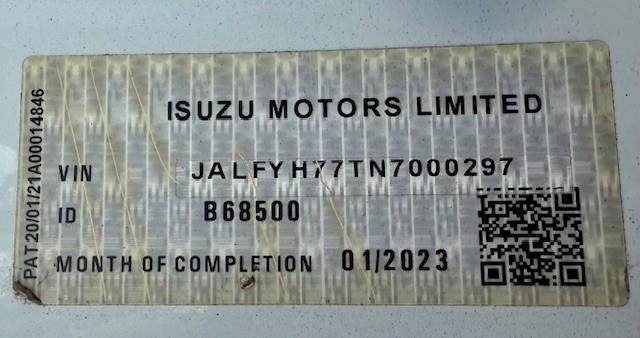 ISUZU MOTORS LIMITED
VIN JALFYH77TN7000297
ID B68500
MONTH OF COMPLETION 01/2023
PAT20/01/21A00014846